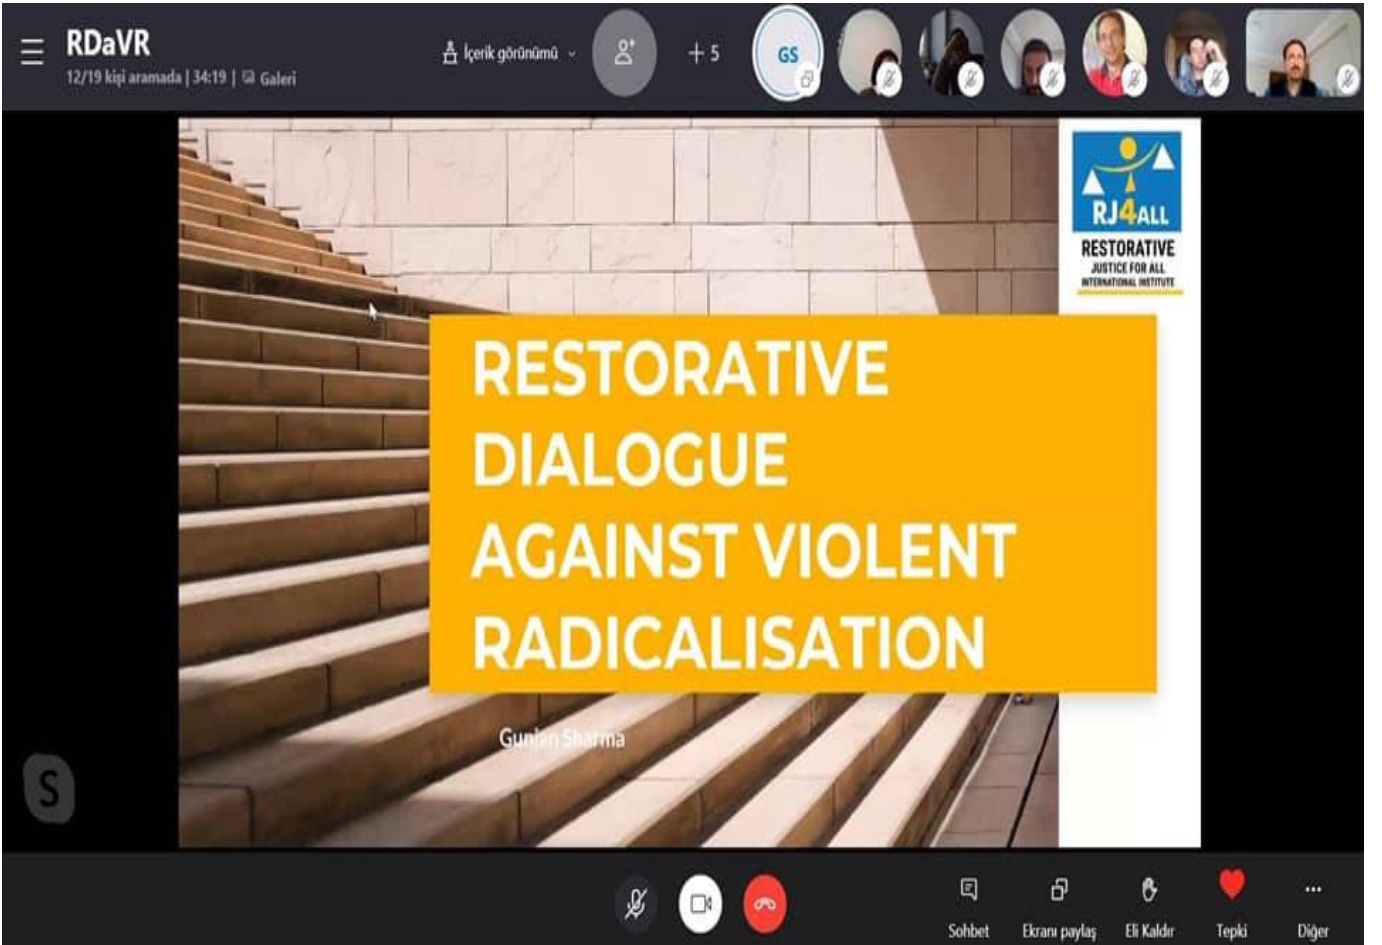 RDaVR
12/19 kişi aramada | 34:19 | Galeri
İçerik görünümü
+ 5
GS
RJ4ALL
RESTORATIVE
JUSTICE FOR ALL
INTERNATIONAL INSTITUTE
RESTORATIVE
DIALOGUE
AGAINST VIOLENT
RADICALISATION
Gunjan Sharma
S
Sohbet
Ekranı paylaş
Eli Kaldır
Tepki
Diğer